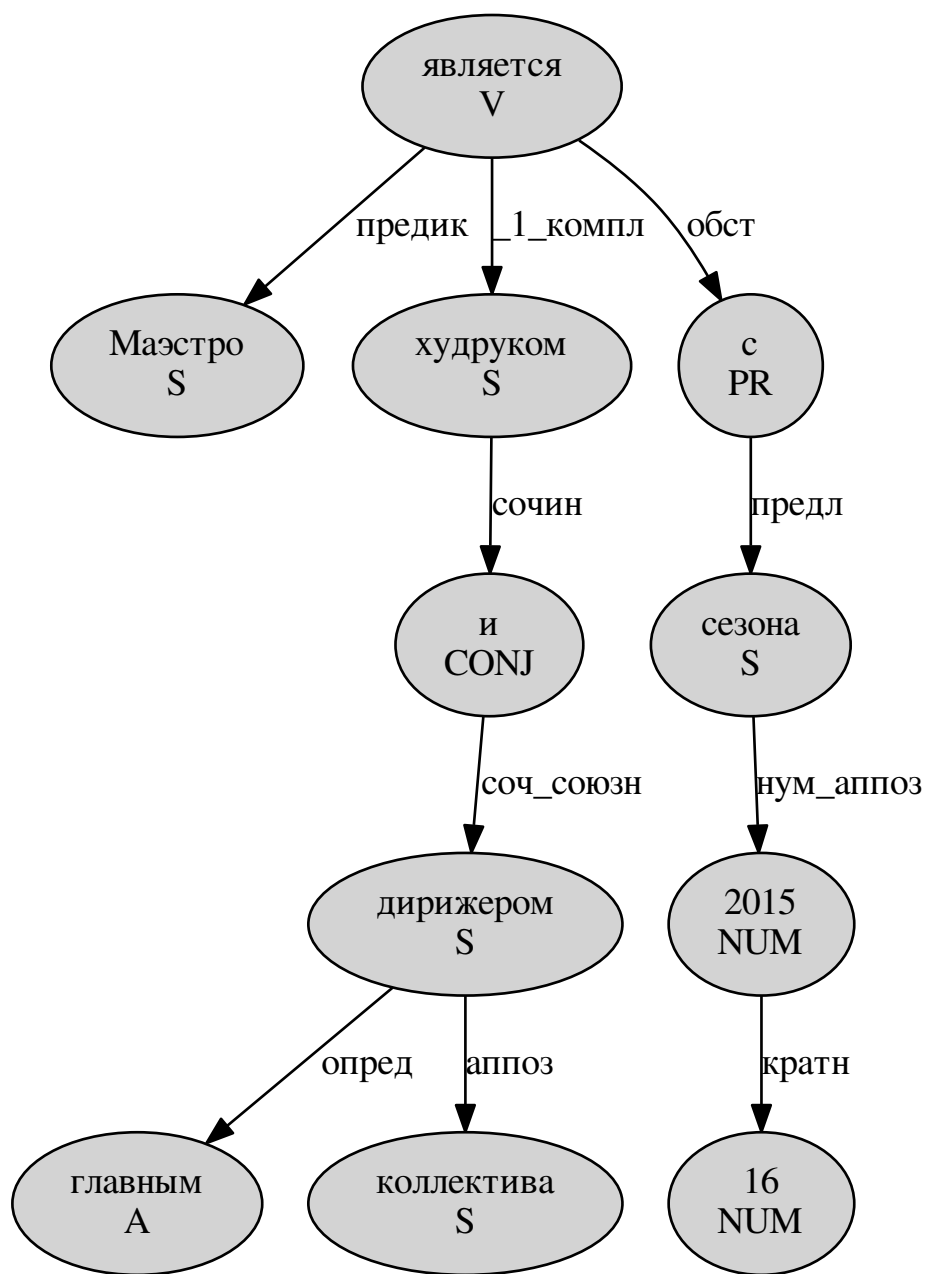 является
V
предик
_1_компл
обст
Маэстро
S
худруком
S
с
PR
сочин
предл
и
CONJ
сезона
S
соч_союзн
нум_аппоз
дирижером
S
2015
NUM
опред
аппоз
кратн
главным
A
коллектива
S
16
NUM